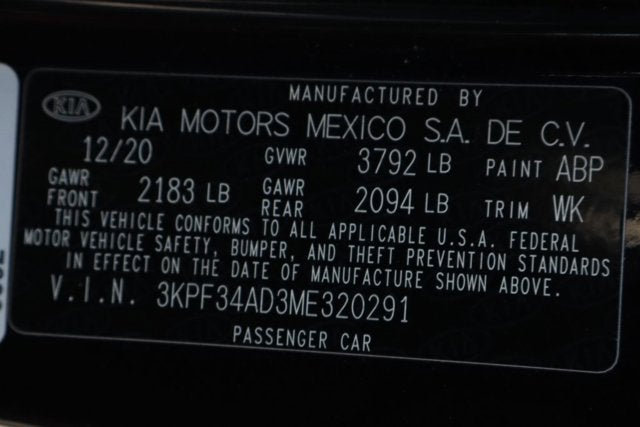 MANUFACTURED BY
KIA KIA MOTORS MEXICO S.A. DE C.V.
12/20 GVWR 3792 LB PAINT ABP
GAWR FRONT 2183 LB GAWR REAR 2094 LB TRIM WK
THIS VEHICLE CONFORMS TO ALL APPLICABLE U.S.A. FEDERAL
MOTOR VEHICLE SAFETY, BUMPER, AND THEFT PREVENTION STANDARDS
IN EFFECT ON THE DATE OF MANUFACTURE SHOWN ABOVE.
V.I.N. 3KPF34AD3ME320291
PASSENGER CAR